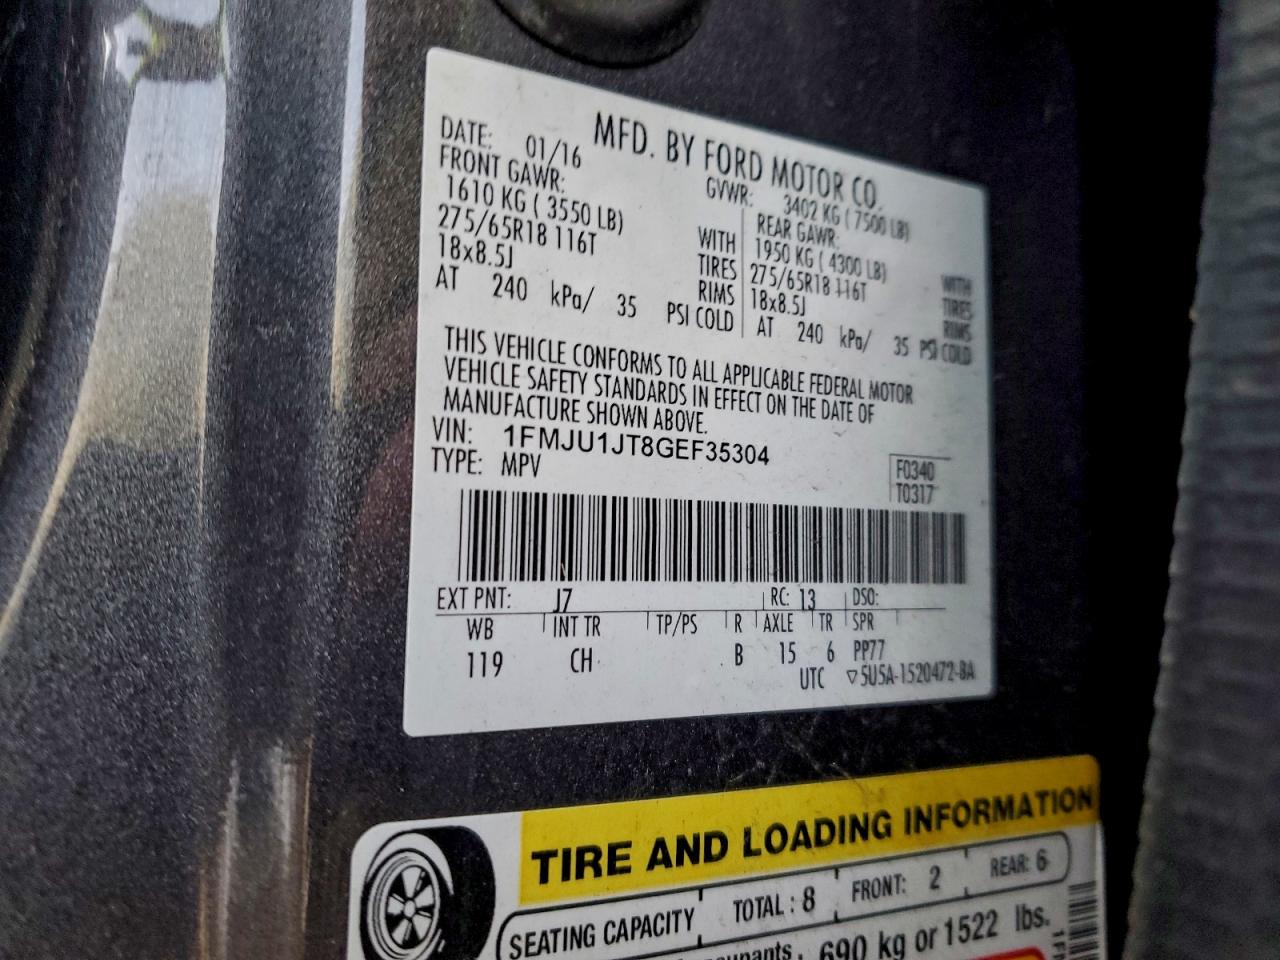 MFD. BY FORD MOTOR CO.
DATE: 01/16 GVWR: 3402 KG ( 7500 LB)
FRONT GAWR: REAR GAWR:
1610 KG ( 3550 LB) WITH 1950 KG ( 4300 LB) WITH
275/65R18 116T TIRES 275/65R18 116T TIRES
18x8.5J RIMS 18x8.5J RIMS
AT 240 kPa/ 35 PSI COLD AT 240 kPa/ 35 PSI COLD
THIS VEHICLE CONFORMS TO ALL APPLICABLE FEDERAL MOTOR
VEHICLE SAFETY STANDARDS IN EFFECT ON THE DATE OF
MANUFACTURE SHOWN ABOVE.
VIN: 1FMJU1JT8GEF35304
TYPE: MPV F0340
T0317
EXT PNT: J7 RC: 13 DSO:
WB INT TR TP/PS R AXLE TR SPR
119 CH B 15 6 PP77
UTC ▽5U5A-1520472-BA
TIRE AND LOADING INFORMATION
SEATING CAPACITY TOTAL : 8 FRONT: 2 REAR: 6
690 kg or 1522 lbs.